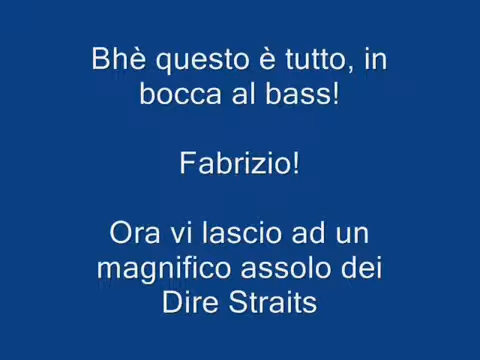 Bhè questo è tutto, in
bocca al bass!
Fabrizio!
Ora vi lascio ad un
magnifico assolo dei
Dire Straits